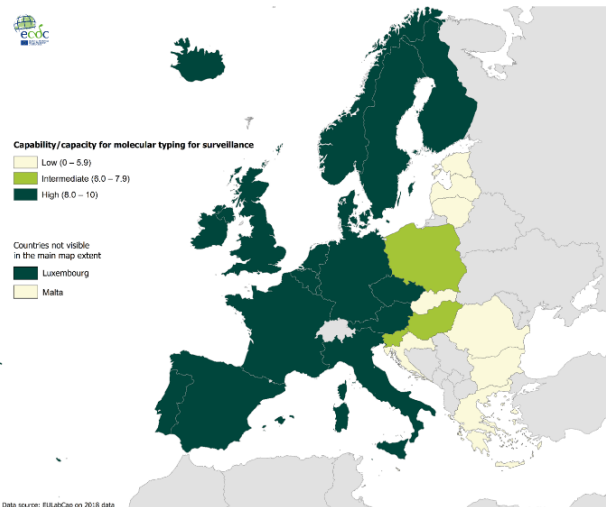 ecdc
Capability/capacity for molecular typing for surveillance
Low (0 – 5.9)
Intermediate (8.0 – 7.9)
High (8.0 – 10)
Countries not visible
in the main map extent
Luxembourg
Malta
Data source: EULabCap on 2018 data